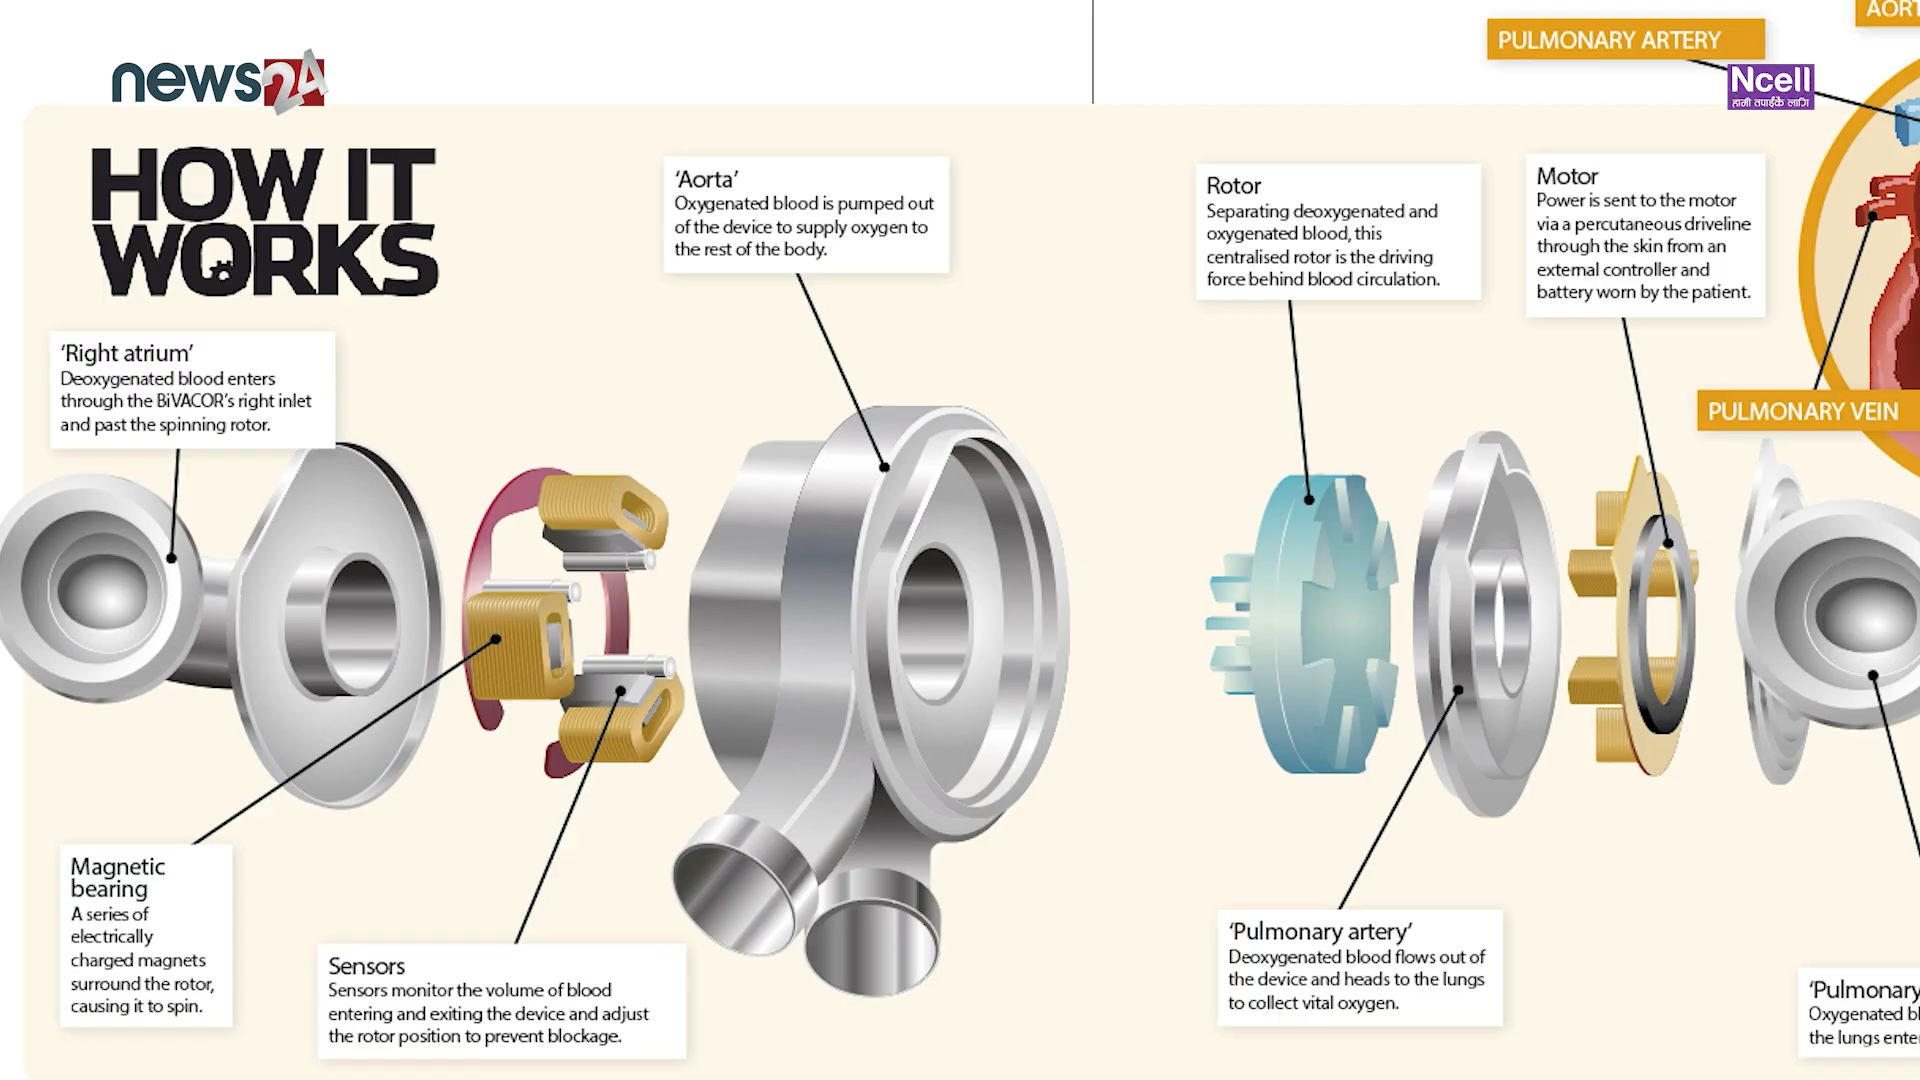 AORT
PULMONARY ARTERY
news24
Ncell
हामी तपाईंकै लागि
HOW IT
WORKS
'Aorta'
Oxygenated blood is pumped out
of the device to supply oxygen to
the rest of the body.
Rotor
Separating deoxygenated and
oxygenated blood, this
centralised rotor is the driving
force behind blood circulation.
Motor
Power is sent to the motor
via a percutaneous driveline
through the skin from an
external controller and
battery worn by the patient.
'Right atrium'
Deoxygenated blood enters
through the BiVACOR's right inlet
and past the spinning rotor.
PULMONARY VEIN
Magnetic
bearing
A series of
electrically
charged magnets
surround the rotor,
causing it to spin.
Sensors
Sensors monitor the volume of blood
entering and exiting the device and adjust
the rotor position to prevent blockage.
'Pulmonary artery'
Deoxygenated blood flows out of
the device and heads to the lungs
to collect vital oxygen.
'Pulmonary
Oxygenated bl
the lungs ente